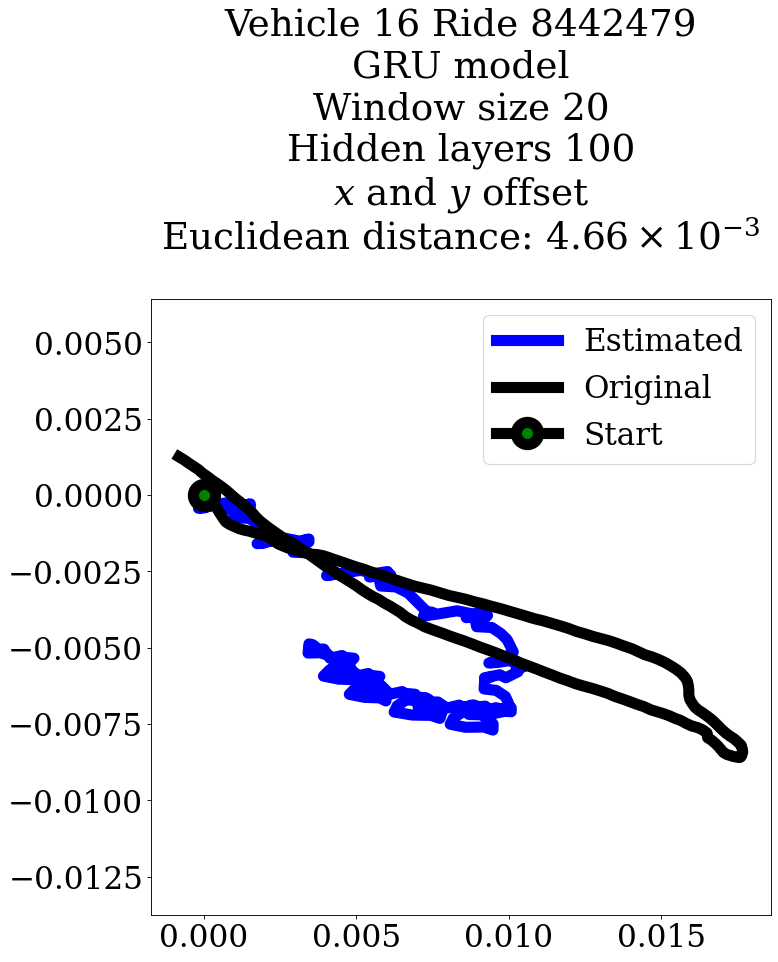 Vehicle 16 Ride 8442479
GRU model
Window size 20
Hidden layers 100
x and y offset
Euclidean distance: 4.66 × 10⁻³
Estimated
Original
Start
0.0050
0.0025
0.0000
−0.0025
−0.0050
−0.0075
−0.0100
−0.0125
0.000 0.005 0.010 0.015